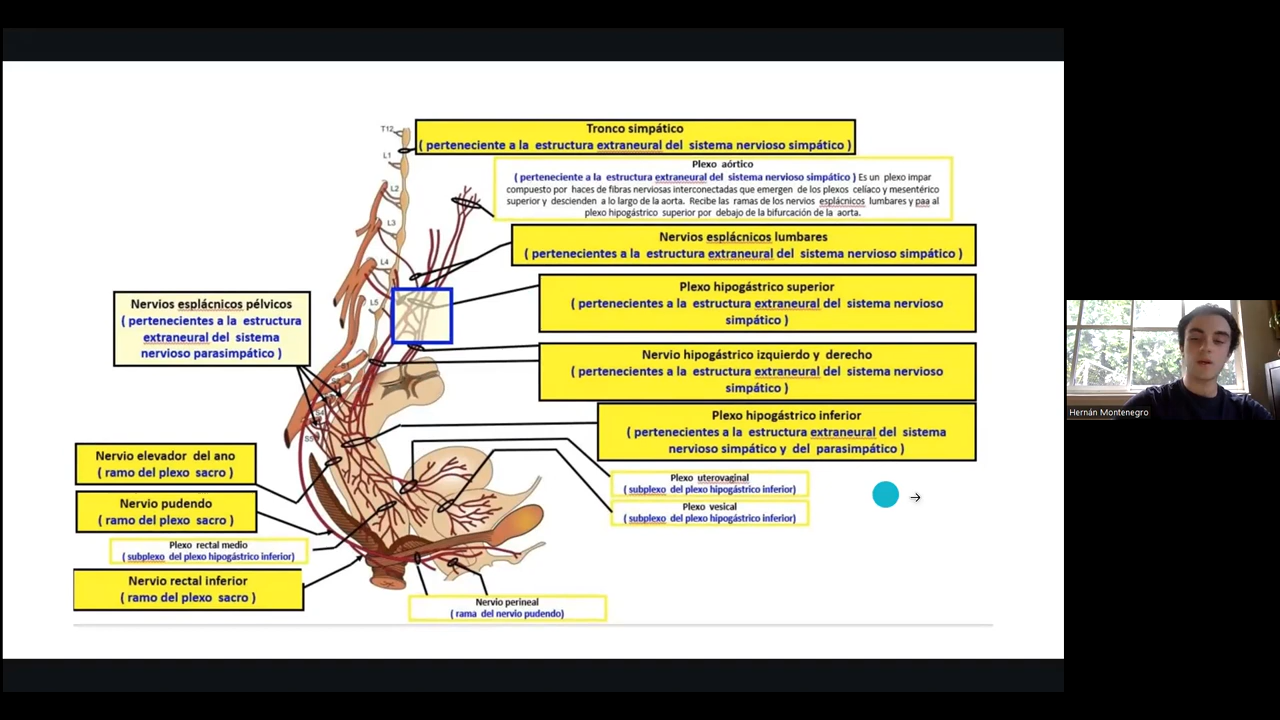 T12
Tronco simpático
( perteneciente a la estructura extraneural del sistema nervioso simpático )
L1
Plexo aórtico
( perteneciente a la estructura extraneural del sistema nervioso simpático ) Es un plexo impar
compuesto por haces de fibras nerviosas interconectadas que emergen de los plexos celíaco y mesentérico
superior y descienden a lo largo de la aorta. Recibe las ramas de los nervios esplácnicos lumbares y paa al
plexo hipogástrico superior por debajo de la bifurcación de la aorta.
L2
L3
Nervios esplácnicos lumbares
( pertenecientes a la estructura extraneural del sistema nervioso simpático )
L4
Plexo hipogástrico superior
( pertenecientes a la estructura extraneural del sistema nervioso
simpático )
L5
Nervios esplácnicos pélvicos
( pertenecientes a la estructura
extraneural del sistema
nervioso parasimpático )
Nervio hipogástrico izquierdo y derecho
( pertenecientes a la estructura extraneural del sistema nervioso
simpático )
S1
Plexo hipogástrico inferior
( pertenecientes a la estructura extraneural del sistema
nervioso simpático y del parasimpático )
S5
Nervio elevador del ano
( ramo del plexo sacro )
Plexo uterovaginal
( subplexo del plexo hipogástrico inferior)
Nervio pudendo
( ramo del plexo sacro )
Plexo vesical
( subplexo del plexo hipogástrico inferior)
Plexo rectal medio
( subplexo del plexo hipogástrico inferior)
Nervio rectal inferior
( ramo del plexo sacro )
Nervio perineal
( rama del nervio pudendo)
Hernán Montenegro